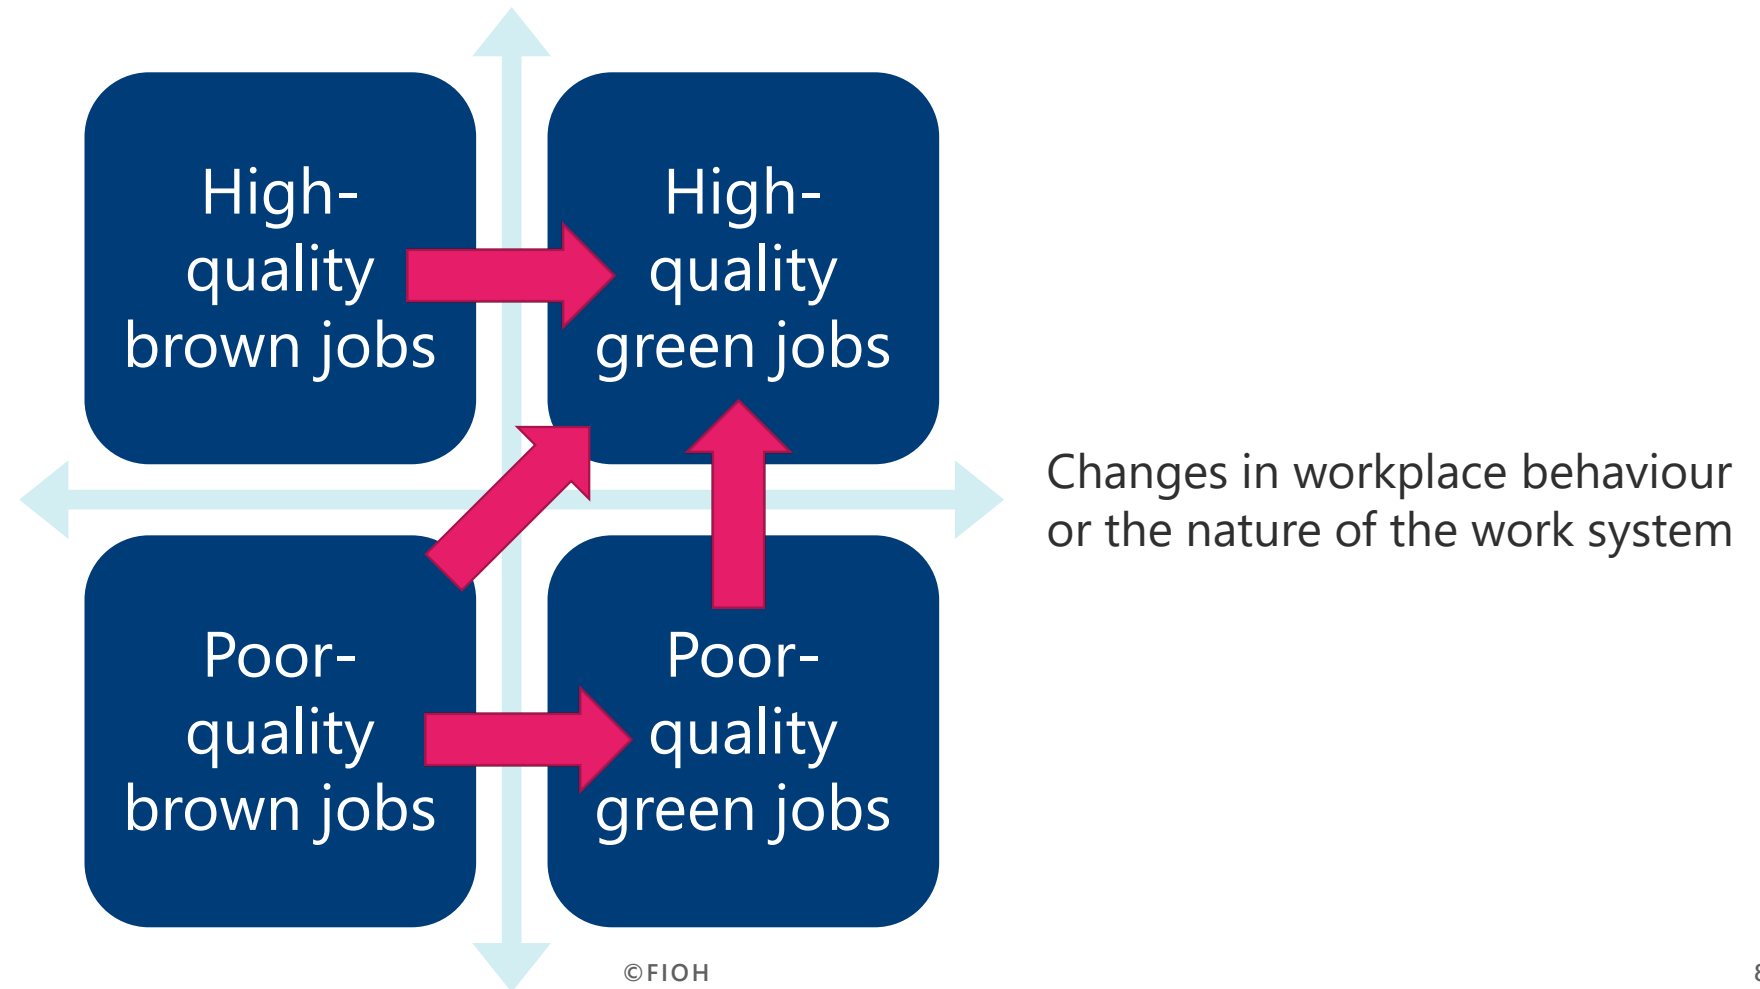 High-
quality
brown jobs
High-
quality
green jobs
Changes in workplace behaviour
or the nature of the work system
Poor-
quality
brown jobs
Poor-
quality
green jobs
©FIOH